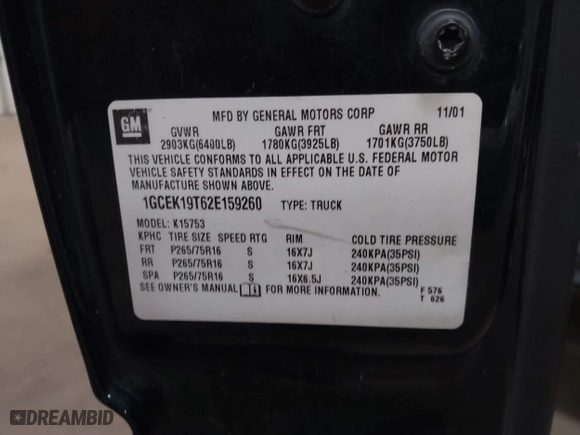 GM
MFD BY GENERAL MOTORS CORP 11/01
GVWR GAWR FRT GAWR RR
2903KG(6400LB) 1780KG(3925LB) 1701KG(3750LB)
THIS VEHICLE CONFORMS TO ALL APPLICABLE U.S. FEDERAL MOTOR
VEHICLE SAFETY STANDARDS IN EFFECT ON THE DATE OF
MANUFACTURE SHOWN ABOVE.
1GCEK19T62E159260 TYPE: TRUCK
MODEL: K15753
KPHC TIRE SIZE SPEED RTG RIM COLD TIRE PRESSURE
FRT P265/75R16 S 16X7J 240KPA(35PSI)
RR P265/75R16 S 16X7J 240KPA(35PSI)
SPA P265/75R16 S 16X6.5J 240KPA(35PSI)
SEE OWNER'S MANUAL FOR MORE INFORMATION. F 576
T 626
DREAMBID